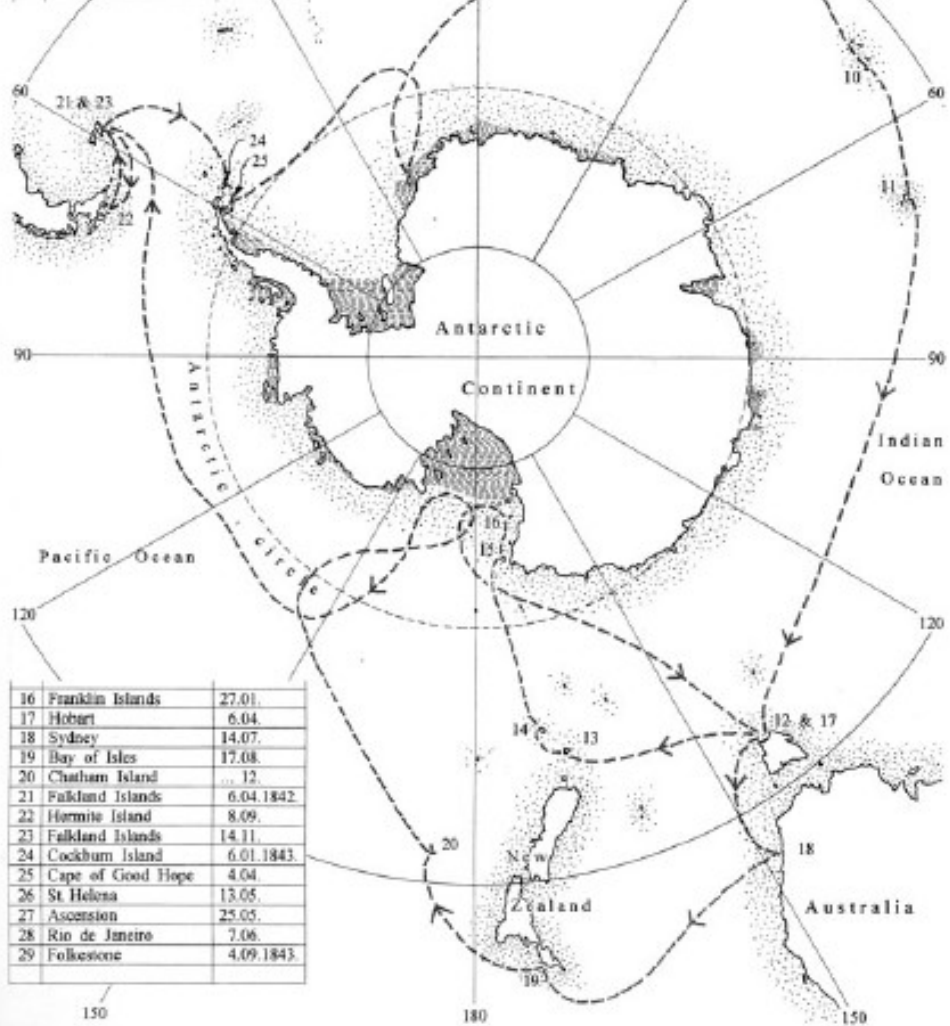 10
60
60
21 & 23
24
25
11
22
Antarctic
90
90
Continent
Antarctic circle
Indian
Ocean
16
Pacific Ocean
15
120
120
16 Franklin Islands 27.01.
17 Hobart 6.04.
18 Sydney 14.07.
19 Bay of Isles 17.08.
20 Chatham Island ... 12.
21 Falkland Islands 6.04.1842.
22 Hermite Island 8.09.
23 Falkland Islands 14.11.
24 Cockburn Island 6.01.1843.
25 Cape of Good Hope 4.04.
26 St. Helena 13.05.
27 Ascension 25.05.
28 Rio de Janeiro 7.06.
29 Folkestone 4.09.1843.
14
13
12 & 17
20
18
New
Zealand
Australia
19
150
180
150